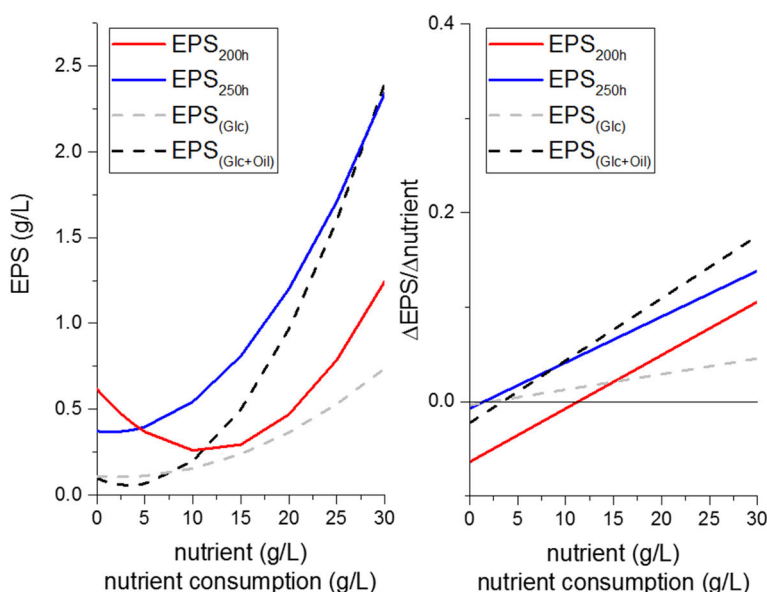 EPS200h
EPS250h
EPS(Glc)
EPS(Glc+Oil)
EPS (g/L)
2.5
2.0
1.5
1.0
0.5
0.0
0 5 10 15 20 25 30
nutrient (g/L)
nutrient consumption (g/L)
EPS200h
EPS250h
EPS(Glc)
EPS(Glc+Oil)
ΔEPS/Δnutrient
0.4
0.2
0.0
0 5 10 15 20 25 30
nutrient (g/L)
nutrient consumption (g/L)